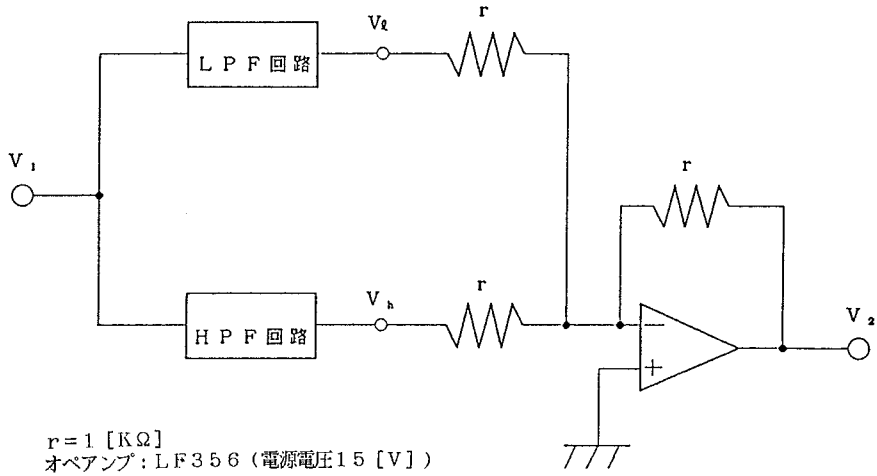 Vℓ
r
LPF回路
V₁
r
Vₕ
r
HPF回路
V₂
−
+
r=1[KΩ]
オペアンプ:LF356(電源電圧15[V])